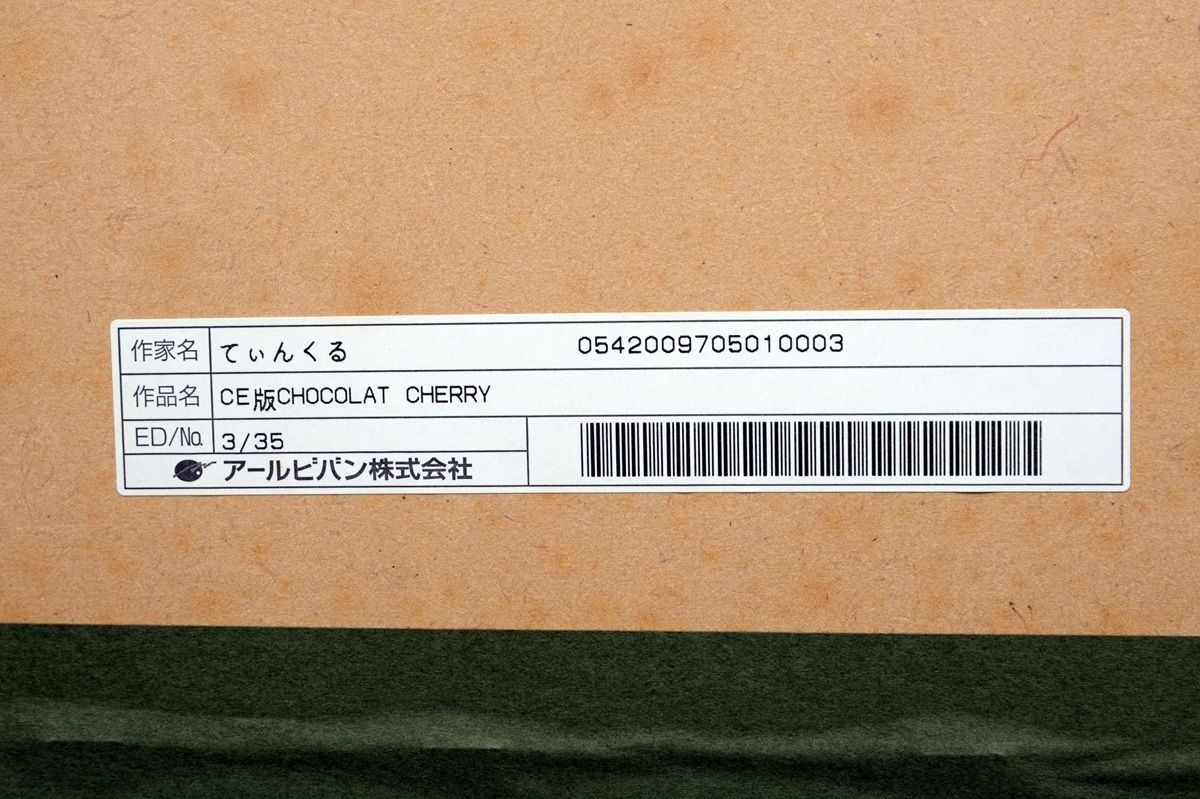 作家名 てぃんくる 0542009705010003
作品名 CE版CHOCOLAT CHERRY
ED/No. 3/35
アールビバン株式会社